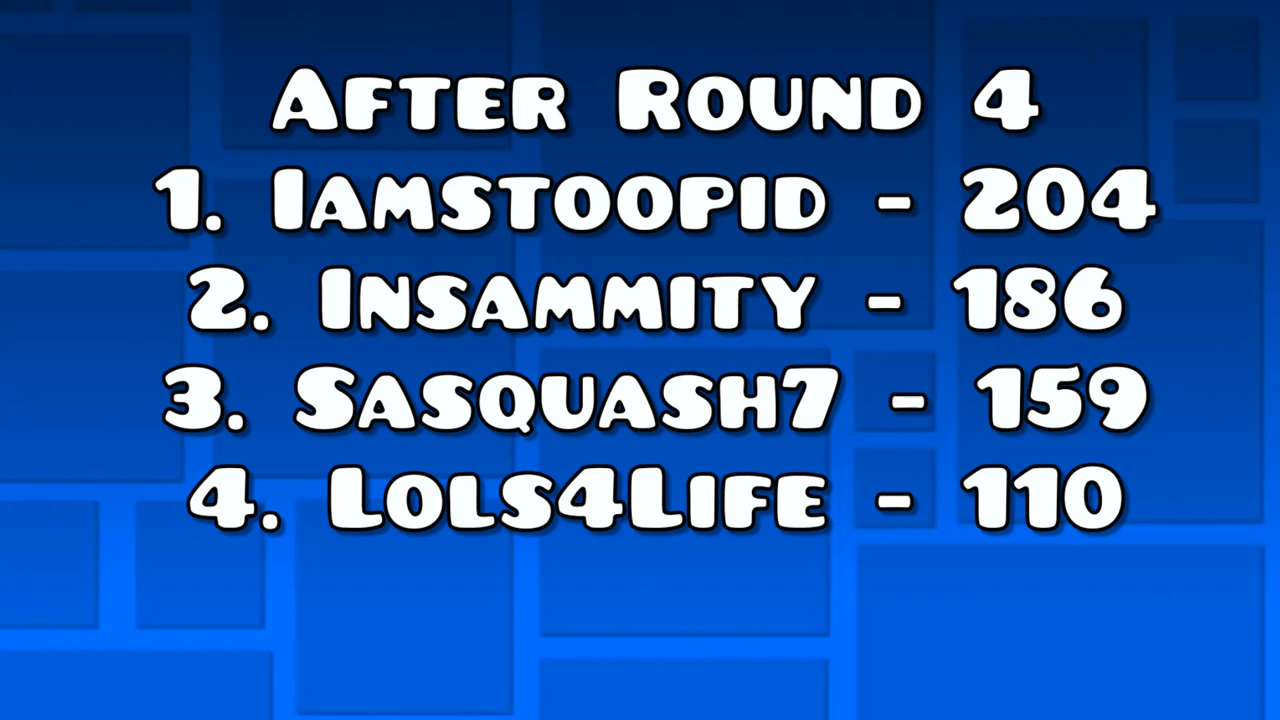 After Round 4
1. Iamstoopid - 204
2. Insammity - 186
3. Sasquash7 - 159
4. Lols4Life - 110